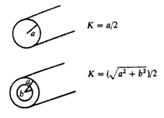 a
K = a/2
a
b
K = (√a² + b²)/2